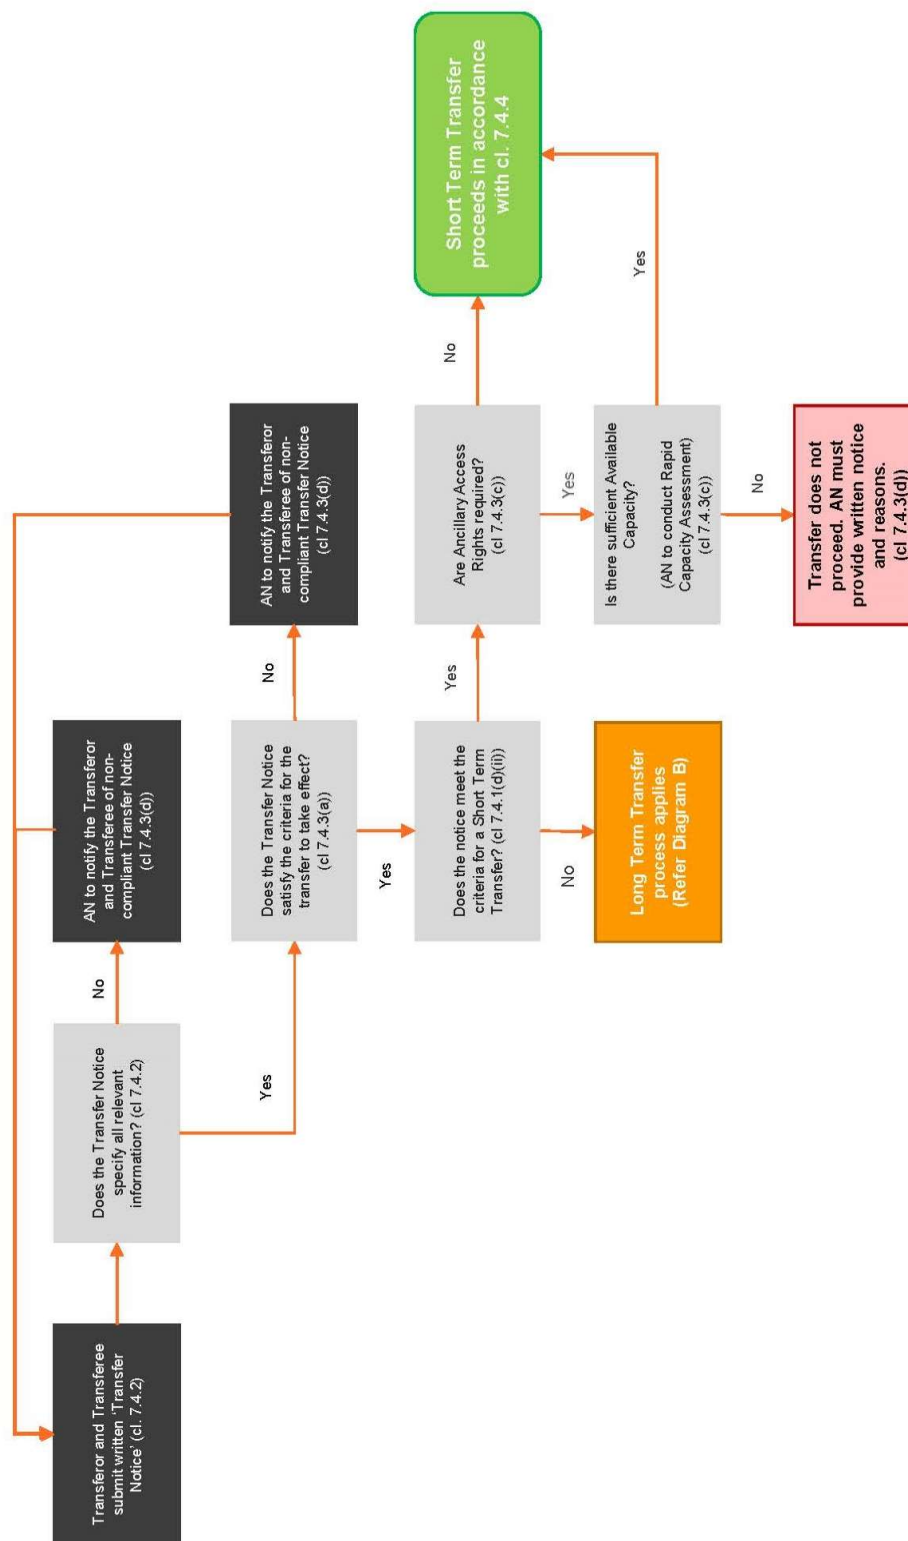 Transferor and Transferee
submit written ‘Transfer
Notice’ (cl. 7.4.2)
Does the Transfer Notice
specify all relevant
information? (cl 7.4.2)
No
AN to notify the Transferor
and Transferee of non-
compliant Transfer Notice
(cl 7.4.3(d))
Yes
Does the Transfer Notice
satisfy the criteria for the
transfer to take effect?
(cl 7.4.3(a))
No
AN to notify the Transferor
and Transferee of non-
compliant Transfer Notice
(cl 7.4.3(d))
Yes
Does the notice meet the
criteria for a Short Term
Transfer? (cl 7.4.1(d)(ii))
Yes
Are Ancillary Access
Rights required?
(cl 7.4.3(c))
No
Short Term Transfer
proceeds in accordance
with cl. 7.4.4
No
Long Term Transfer
process applies
(Refer Diagram B)
Yes
Is there sufficient Available
Capacity?
(AN to conduct Rapid
Capacity Assessment)
(cl 7.4.3(c))
Yes
No
Transfer does not
proceed. AN must
provide written notice
and reasons.
(cl 7.4.3(d))